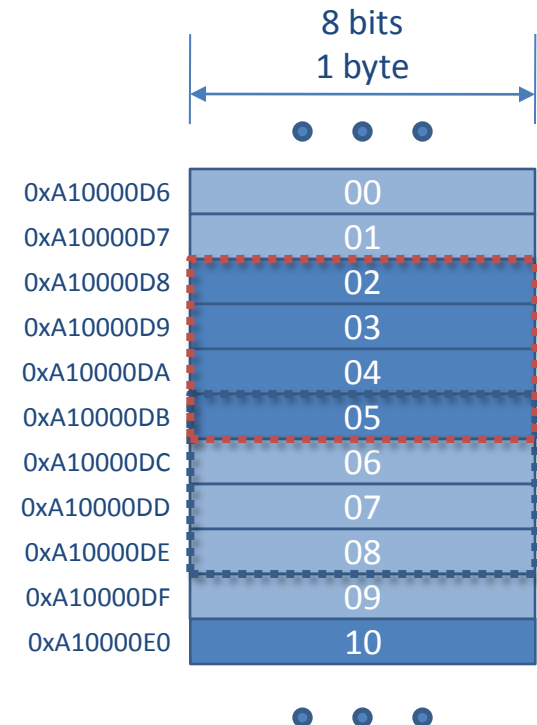 8 bits
1 byte
0xA10000D6 00
0xA10000D7 01
0xA10000D8 02
0xA10000D9 03
0xA10000DA 04
0xA10000DB 05
0xA10000DC 06
0xA10000DD 07
0xA10000DE 08
0xA10000DF 09
0xA10000E0 10